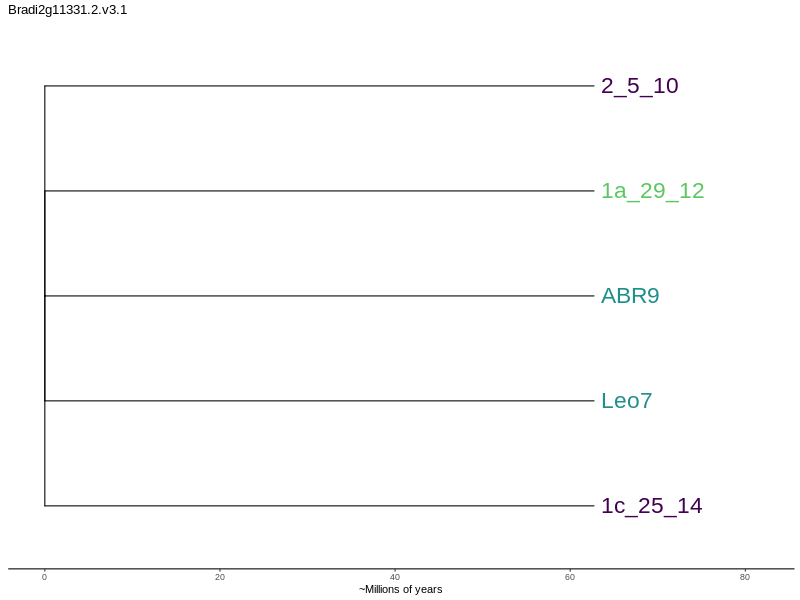 Bradi2g11331.2.v3.1
2_5_10
1a_29_12
ABR9
Leo7
1c_25_14
0 20 40 60 80
~Millions of years